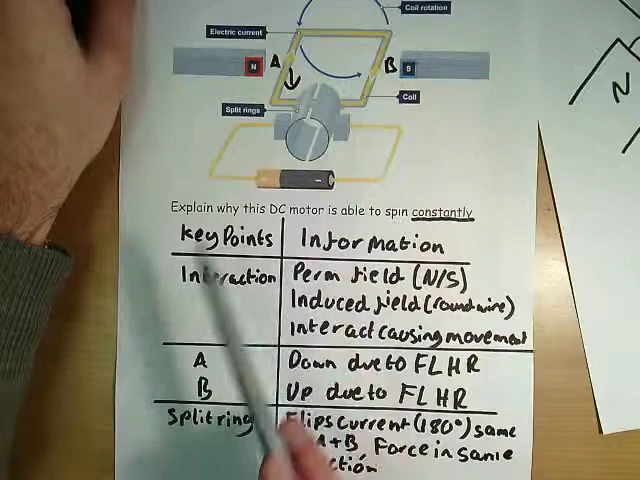 Coil rotation
Electric current
A
B
N
S
Coil
Split rings
N
Explain why this DC motor is able to spin constantly
Key Points Information
Interaction Perm field (N/S)
Induced field (round wire)
Interact causing movement
A Down due to FLHR
B Up due to FLHR
Split ring Flips current (180°) same
A+B Force in same